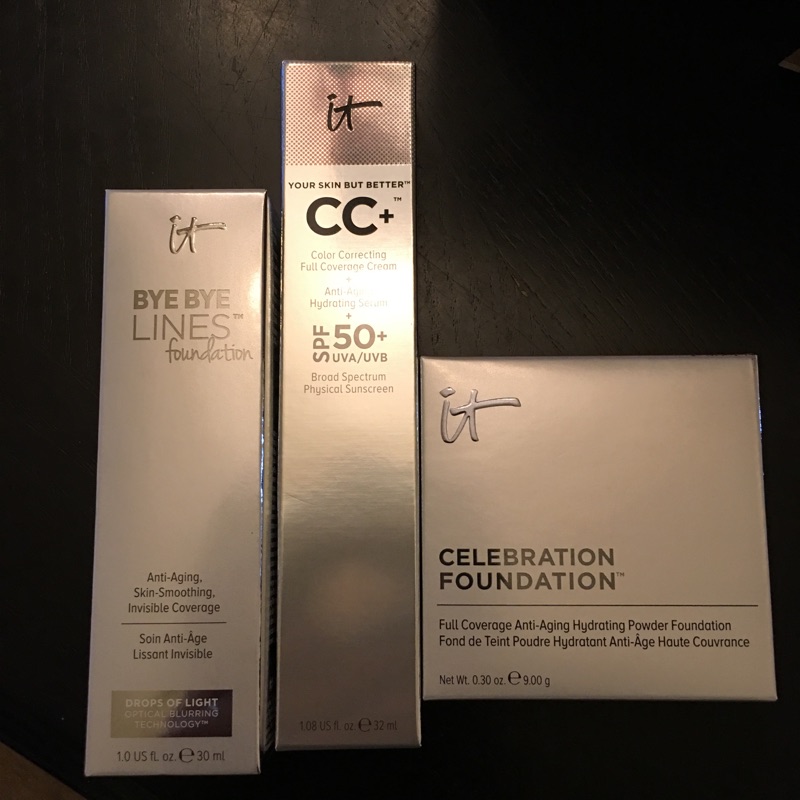 it
BYE BYE
LINES™
foundation
Anti-Aging,
Skin-Smoothing,
Invisible Coverage
Soin Anti-Âge
Lissant Invisible
DROPS OF LIGHT
OPTICAL BLURRING
TECHNOLOGY™
1.0 US fl. oz. ℮ 30 ml
it
YOUR SKIN BUT BETTER™
CC+™
Color Correcting
Full Coverage Cream
+
Anti-Aging
Hydrating Serum
+
SPF 50+
UVA/UVB
Broad Spectrum
Physical Sunscreen
1.08 US fl. oz. ℮ 32 ml
it
CELEBRATION
FOUNDATION™
Full Coverage Anti-Aging Hydrating Powder Foundation
Fond de Teint Poudre Hydratant Anti-Âge Haute Couvrance
Net Wt. 0.30 oz. ℮ 9.00 g